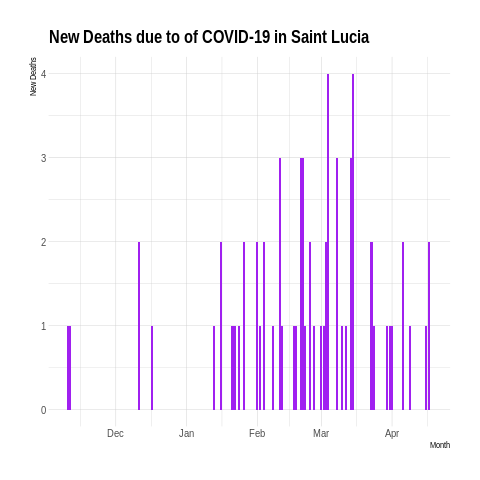 New Deaths due to of COVID-19 in Saint Lucia
New Deaths
4
3
2
1
0
Dec Jan Feb Mar Apr
Month